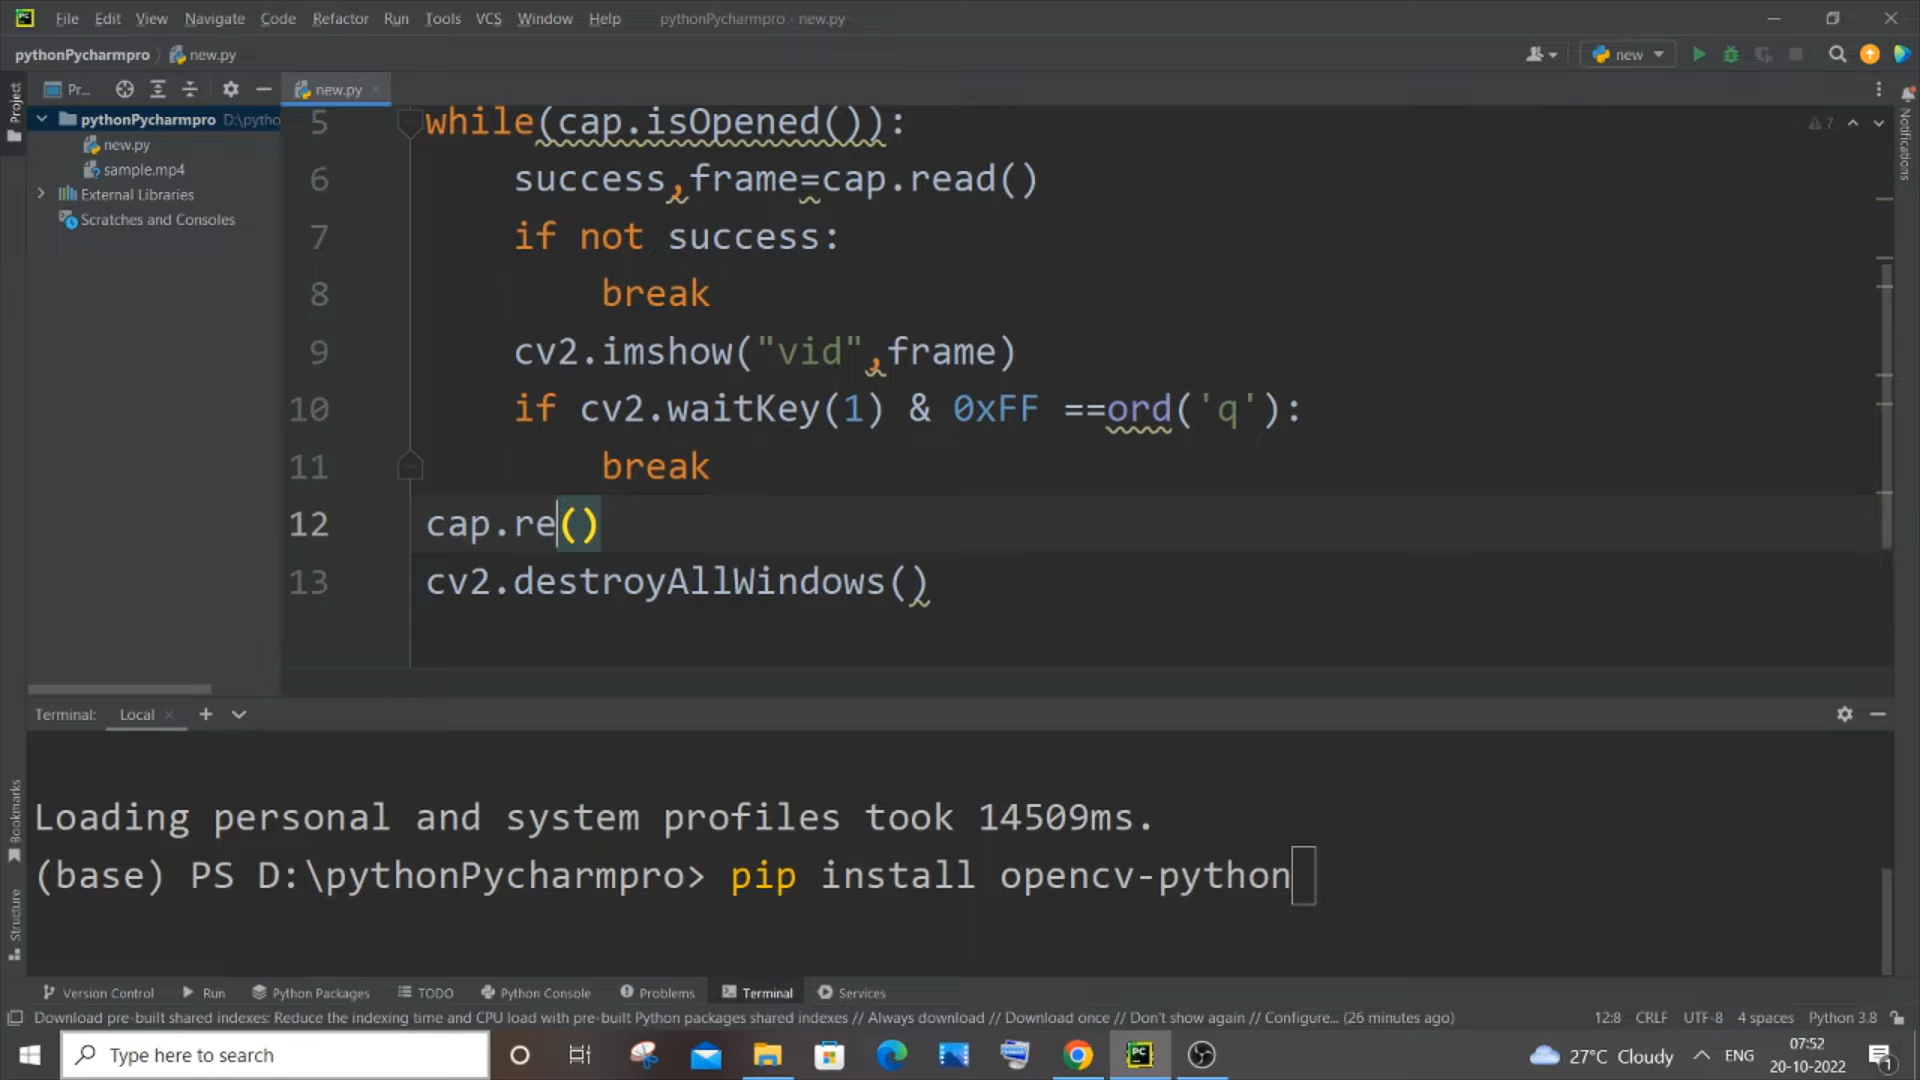 File Edit View Navigate Code Refactor Run Tools VCS Window Help pythonPycharmpro - new.py
pythonPycharmpro new.py
new
Project
Pr...
new.py
pythonPycharmpro D:\pytho
new.py
sample.mp4
External Libraries
Scratches and Consoles
7
Notifications
5 while(cap.isOpened()):
6 success,frame=cap.read()
7 if not success:
8 break
9 cv2.imshow("vid",frame)
10 if cv2.waitKey(1) & 0xFF ==ord('q'):
11 break
12 cap.re()
13 cv2.destroyAllWindows()
Terminal: Local
Loading personal and system profiles took 14509ms.
(base) PS D:\pythonPycharmpro> pip install opencv-python
Bookmarks
Structure
Version Control Run Python Packages TODO Python Console Problems Terminal Services
Download pre-built shared indexes: Reduce the indexing time and CPU load with pre-built Python packages shared indexes // Always download // Download once // Don't show again // Configure... (26 minutes ago) 12:8 CRLF UTF-8 4 spaces Python 3.8
Type here to search
27°C Cloudy
ENG
07:52
20-10-2022
1